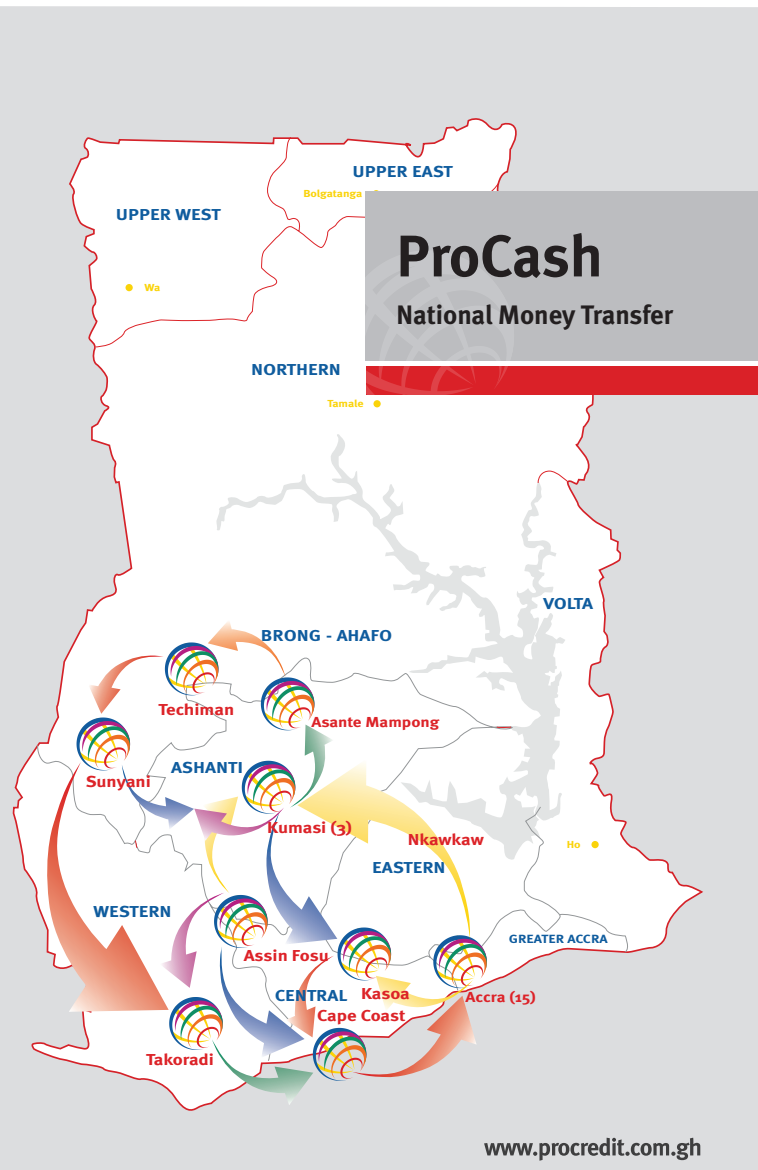 UPPER EAST
Bolgatanga
UPPER WEST
ProCash
Wa
National Money Transfer
NORTHERN
Tamale
VOLTA
BRONG - AHAFO
Techiman
Asante Mampong
ASHANTI
Sunyani
Kumasi (3)
Nkawkaw
Ho
EASTERN
WESTERN
GREATER ACCRA
Assin Fosu
CENTRAL
Kasoa
Accra (15)
Cape Coast
Takoradi
www.procredit.com.gh